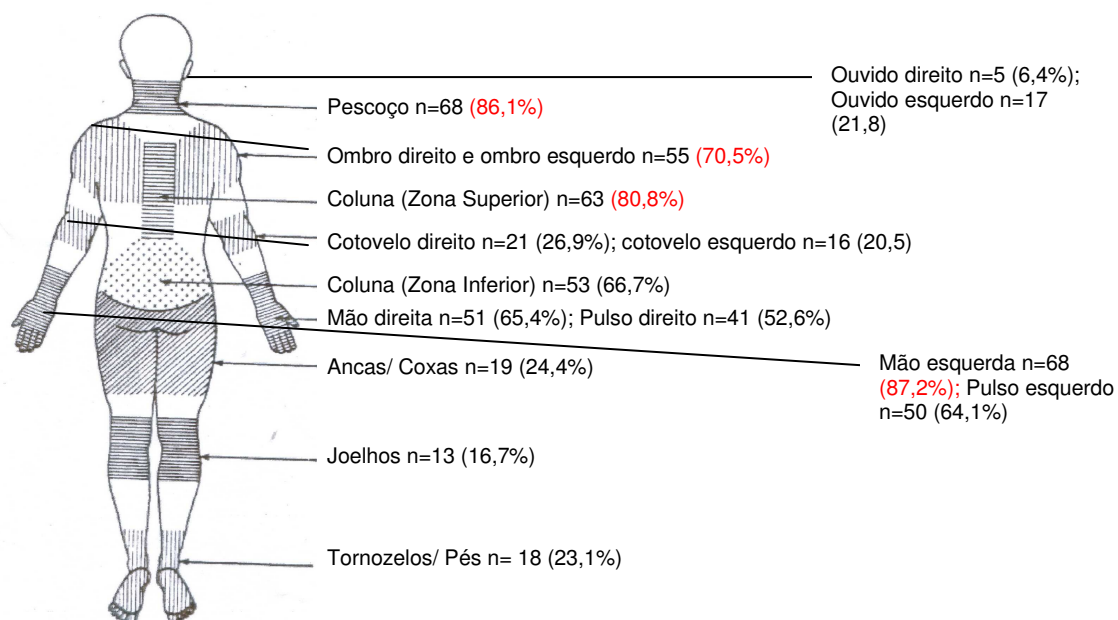 Ouvido direito n=5 (6,4%);
Ouvido esquerdo n=17
(21,8)
Pescoço n=68 (86,1%)
Ombro direito e ombro esquerdo n=55 (70,5%)
Coluna (Zona Superior) n=63 (80,8%)
Cotovelo direito n=21 (26,9%); cotovelo esquerdo n=16 (20,5)
Coluna (Zona Inferior) n=53 (66,7%)
Mão direita n=51 (65,4%); Pulso direito n=41 (52,6%)
Ancas/ Coxas n=19 (24,4%)
Mão esquerda n=68
(87,2%); Pulso esquerdo
n=50 (64,1%)
Joelhos n=13 (16,7%)
Tornozelos/ Pés n= 18 (23,1%)